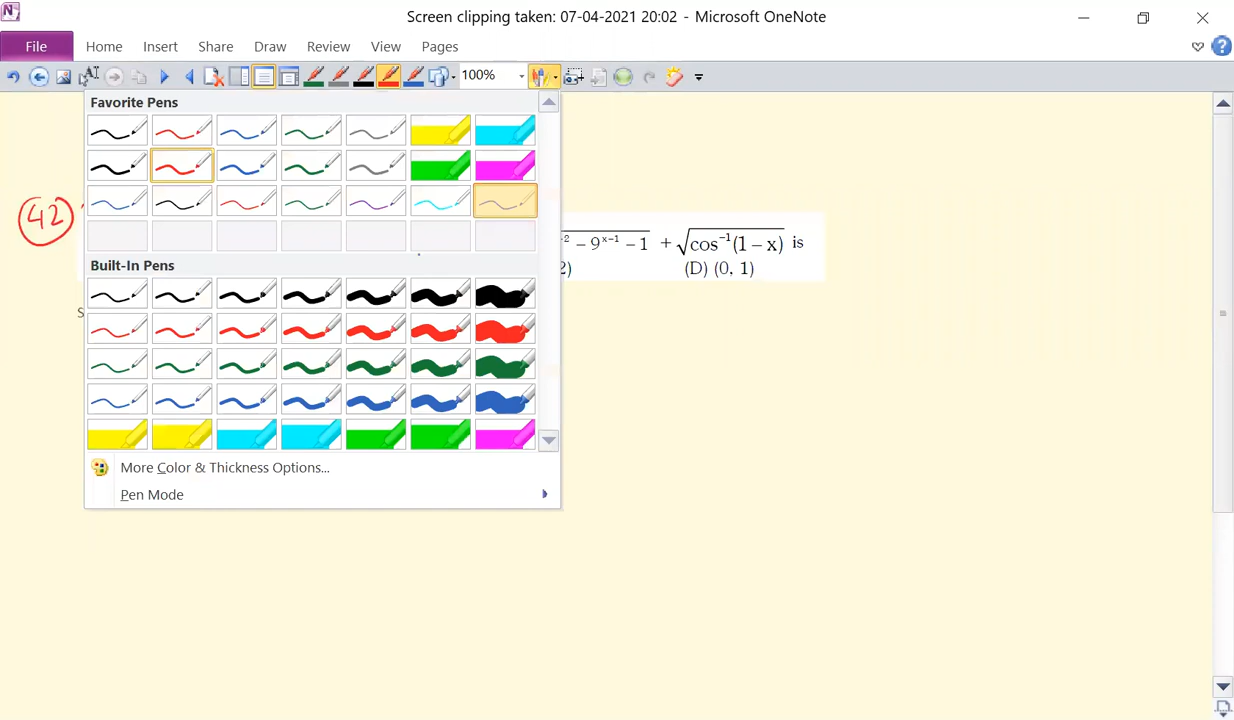 Screen clipping taken: 07-04-2021 20:02 - Microsoft OneNote
File Home Insert Share Draw Review View Pages
100%
Favorite Pens
42
⁻² − 9ˣ⁻¹ − 1 + √cos⁻¹(1 − x) is
2) (D) (0, 1)
Built-In Pens
S
More Color & Thickness Options...
Pen Mode